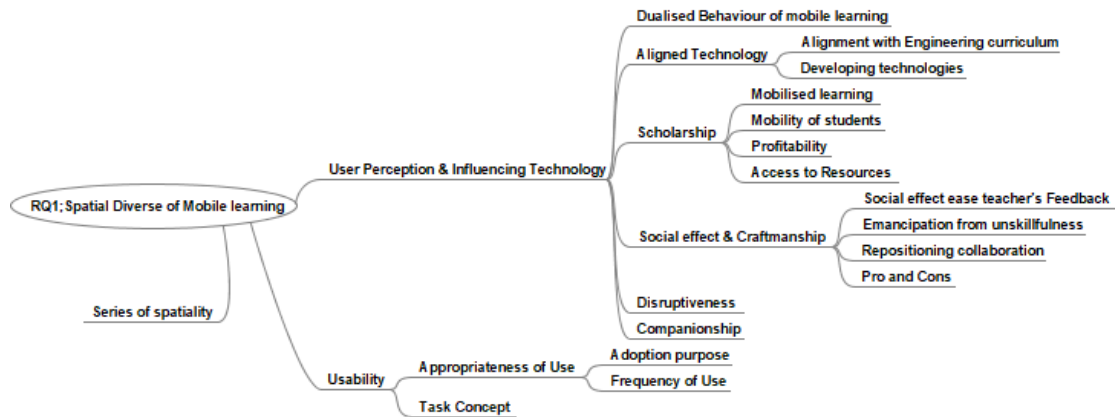 Dualised Behaviour of mobile learning
Alignment with Engineering curriculum
Aligned Technology
Developing technologies
Mobilised learning
Mobility of students
Scholarship
Profitability
Access to Resources
User Perception & Influencing Technology
RQ1;Spatial Diverse of Mobile learning
Social effect ease teacher's Feedback
Emancipation from unskillfulness
Social effect & Craftmanship
Repositioning collaboration
Pro and Cons
Disruptiveness
Companionship
Series of spatiality
Adoption purpose
Appropriateness of Use
Frequency of Use
Usability
Task Concept